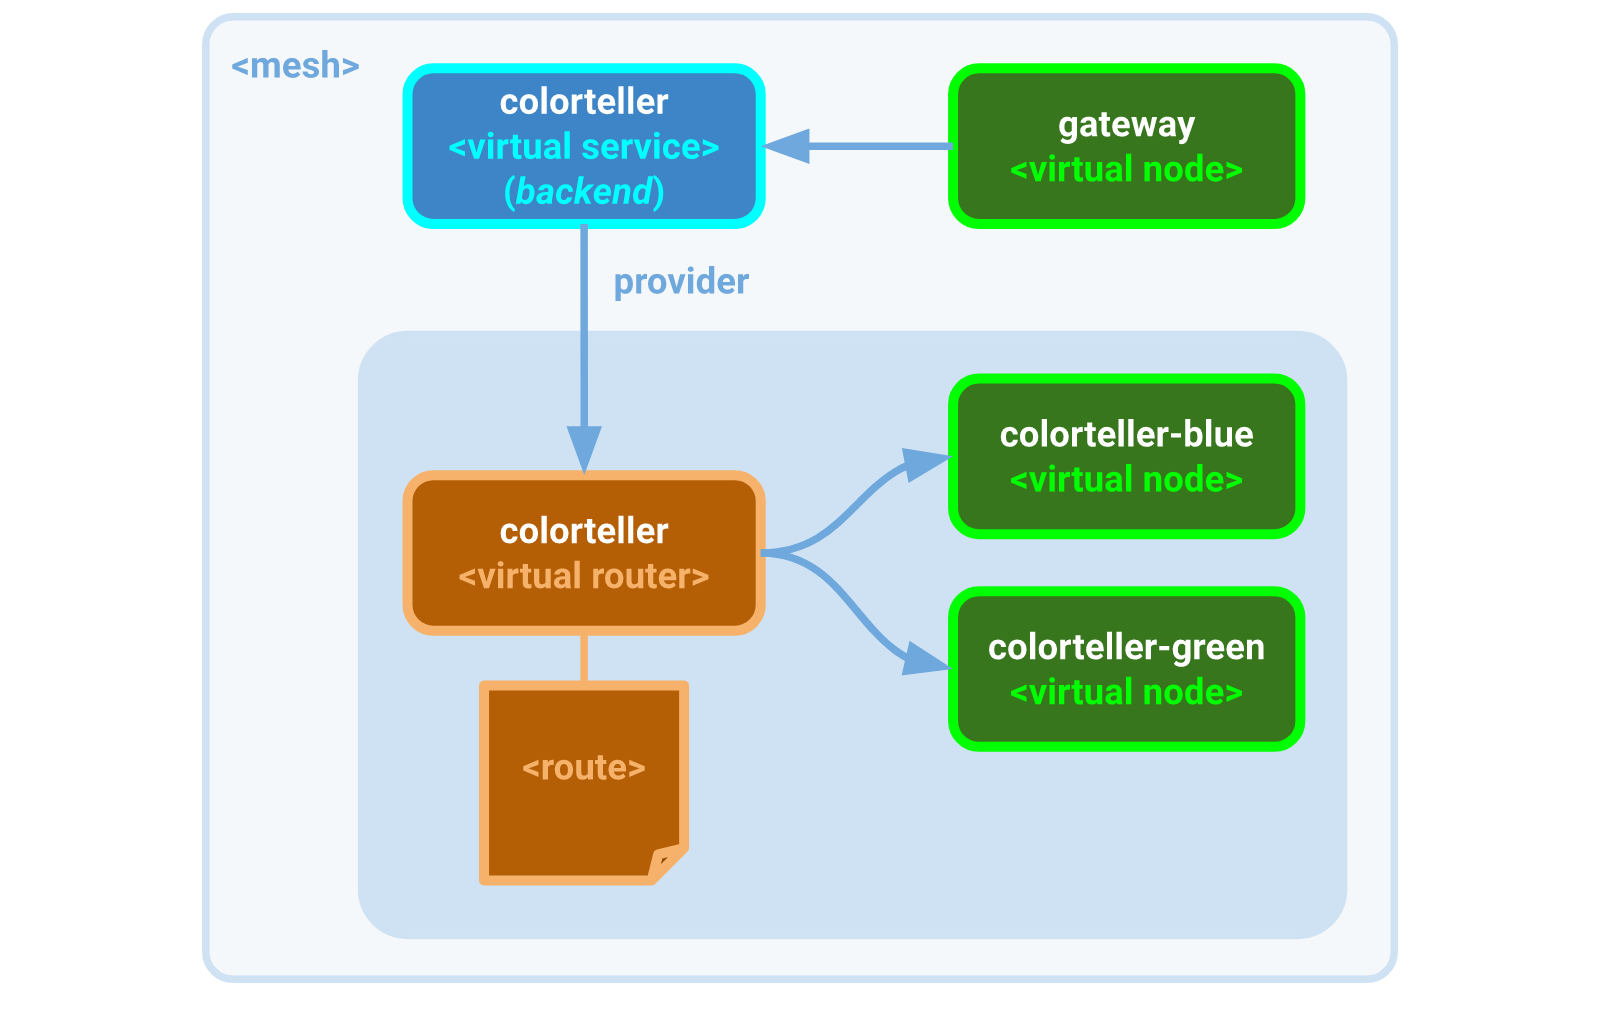 <mesh>
colorteller
<virtual service>
(backend)
gateway
<virtual node>
provider
colorteller-blue
<virtual node>
colorteller
<virtual router>
colorteller-green
<virtual node>
<route>